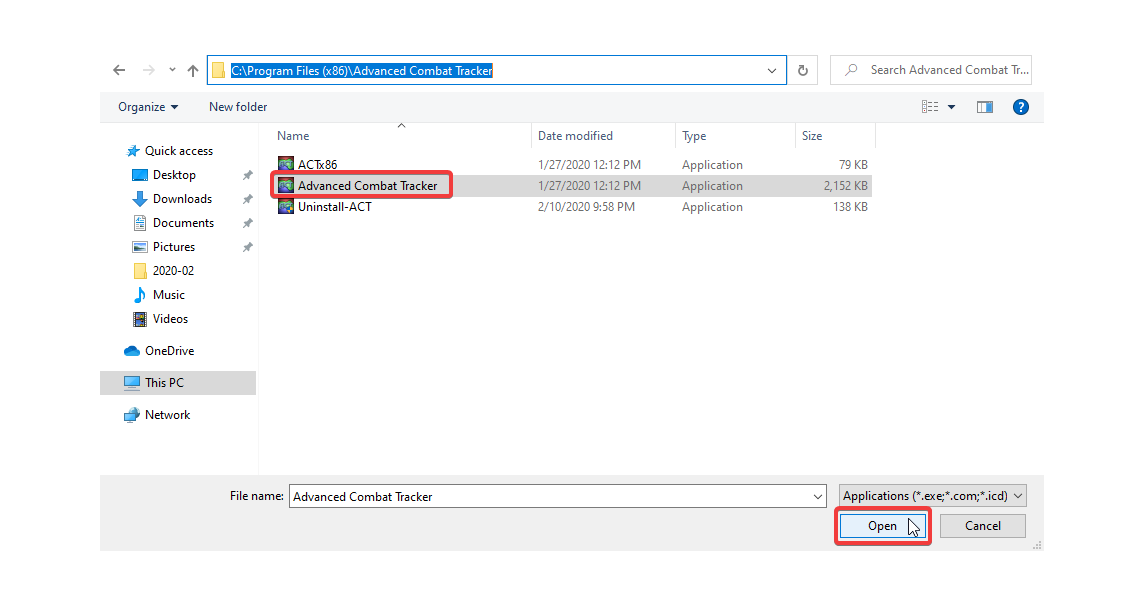 C:\Program Files (x86)\Advanced Combat Tracker
Search Advanced Combat Tr...
Organize
New folder
?
Name
Date modified
Type
Size
Quick access
Desktop
Downloads
Documents
Pictures
2020-02
Music
Videos
OneDrive
This PC
Network
ACTx86 1/27/2020 12:12 PM Application 79 KB
Advanced Combat Tracker 1/27/2020 12:12 PM Application 2,152 KB
Uninstall-ACT 2/10/2020 9:58 PM Application 138 KB
File name: Advanced Combat Tracker
Applications (*.exe;*.com;*.icd)
Open
Cancel